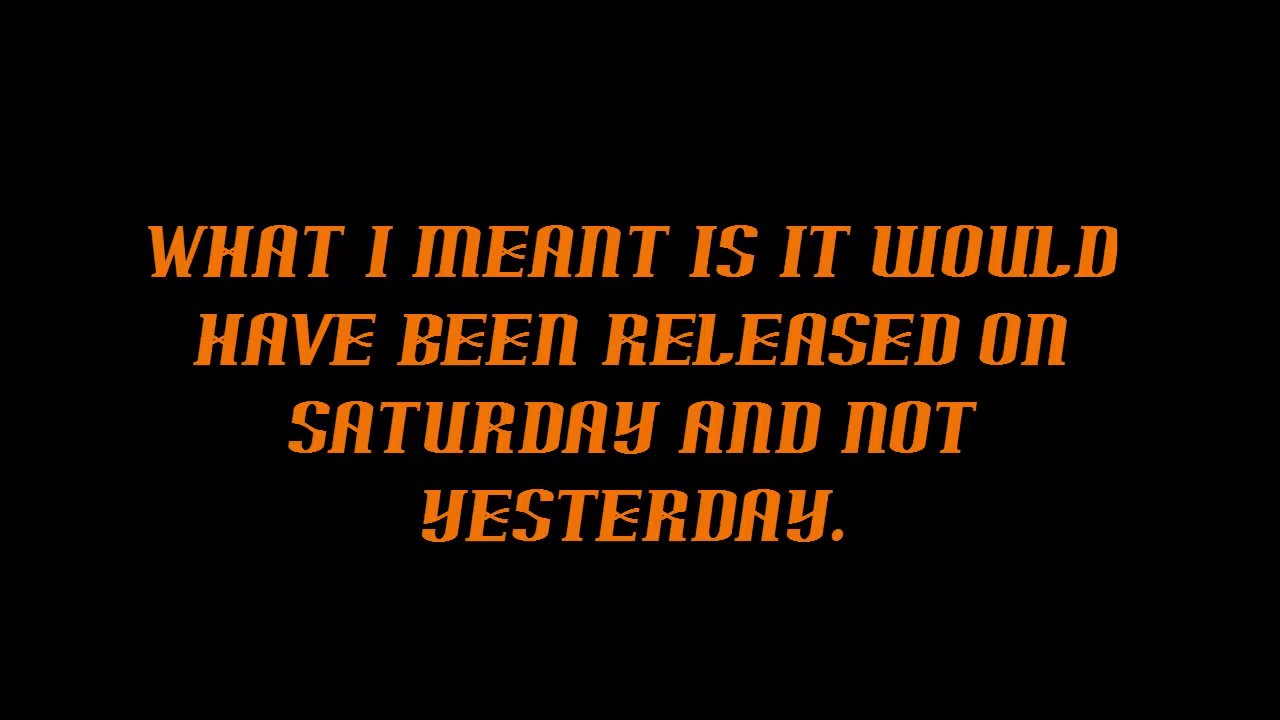 WHAT I MEANT IS IT WOULD
HAVE BEEN RELEASED ON
SATURDAY AND NOT
YESTERDAY.